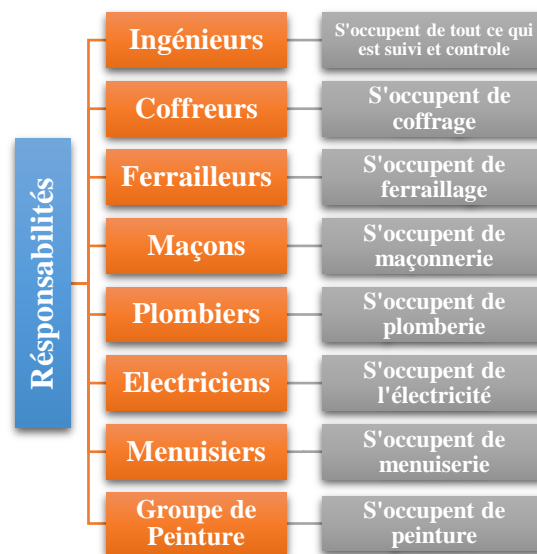 Résponsabilités
Ingénieurs
S'occupent de tout ce qui
est suivi et controle
Coffreurs
S'occupent de
coffrage
Ferrailleurs
S'occupent de
ferraillage
Maçons
S'occupent de
maçonnerie
Plombiers
S'occupent de
plomberie
Electriciens
S'occupent de
l'électricité
Menuisiers
S'occupent de
menuiserie
Groupe de
Peinture
S'occupent de
peinture